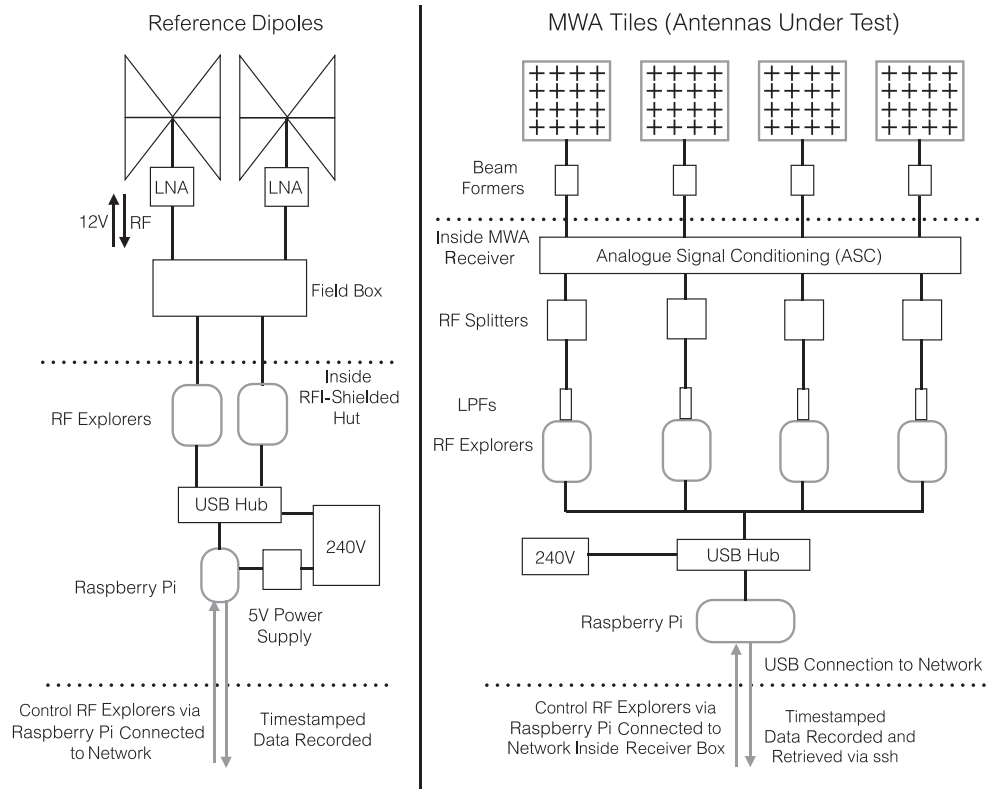 Reference Dipoles
LNA
LNA
12V
RF
Field Box
Inside
RFI-Shielded
Hut
RF Explorers
USB Hub
240V
Raspberry Pi
5V Power
Supply
Control RF Explorers via
Raspberry Pi Connected
to Network
Timestamped
Data Recorded
MWA Tiles (Antennas Under Test)
Beam
Formers
Inside MWA
Receiver
Analogue Signal Conditioning (ASC)
RF Splitters
LPFs
RF Explorers
240V
USB Hub
Raspberry Pi
USB Connection to Network
Control RF Explorers via
Raspberry Pi Connected to
Network Inside Receiver Box
Timestamped
Data Recorded and
Retrieved via ssh